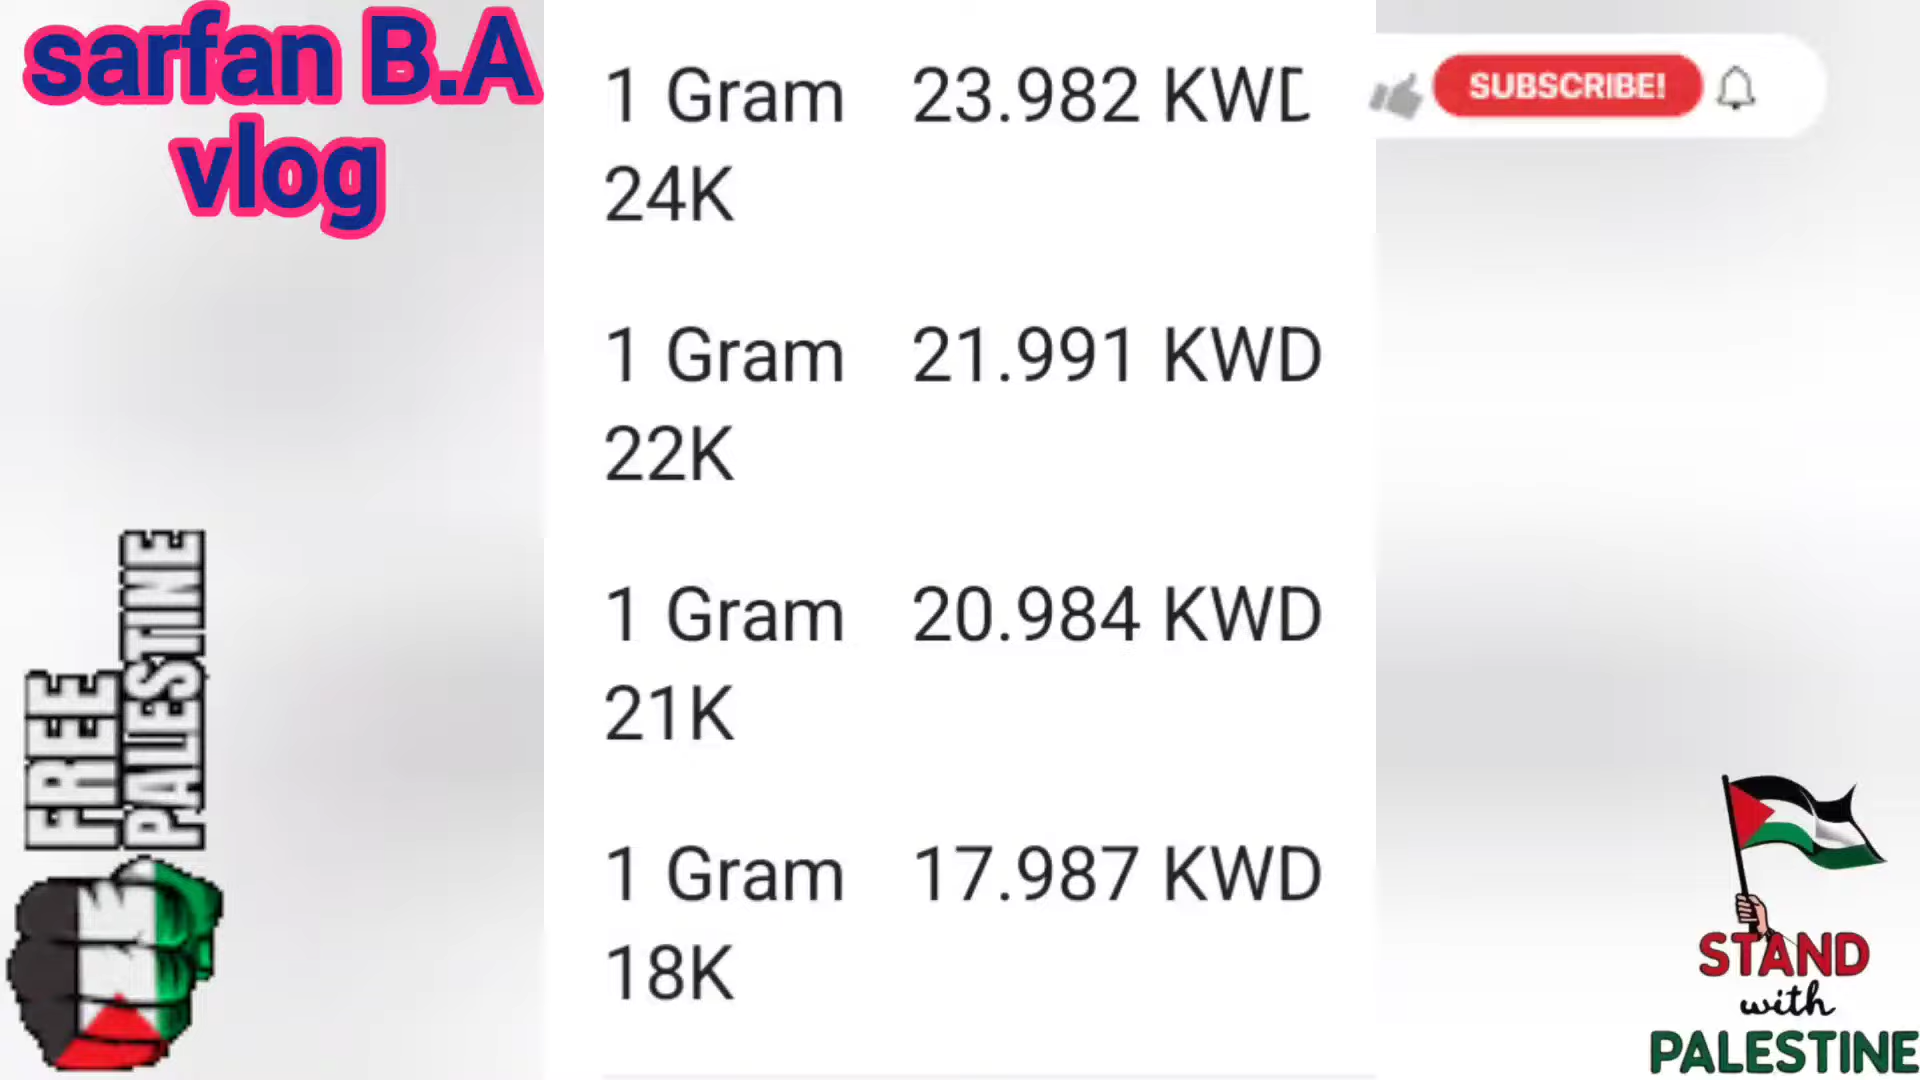 sarfan B.A
vlog
1 Gram 23.982 KWD
24K
1 Gram 21.991 KWD
22K
1 Gram 20.984 KWD
21K
1 Gram 17.987 KWD
18K
SUBSCRIBE!
FREE
PALESTINE
STAND
with
PALESTINE